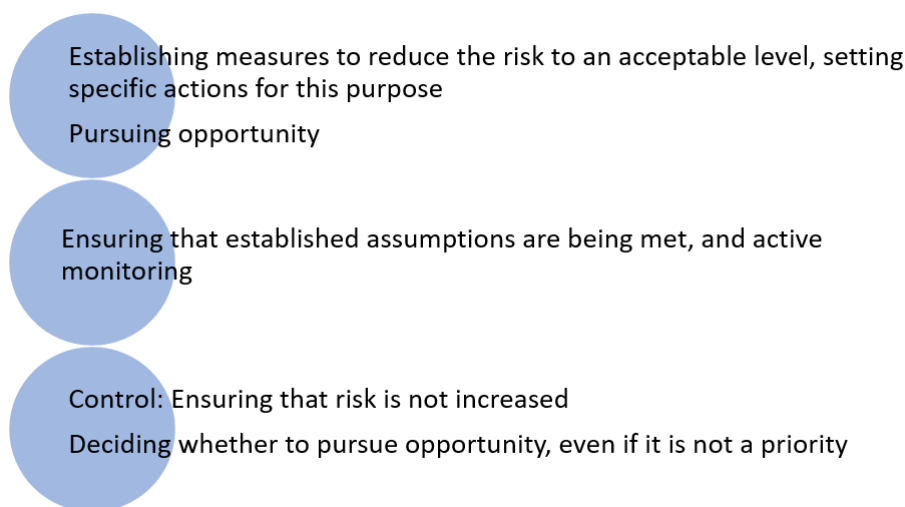 Establishing measures to reduce the risk to an acceptable level, setting
specific actions for this purpose
Pursuing opportunity
Ensuring that established assumptions are being met, and active
monitoring
Control: Ensuring that risk is not increased
Deciding whether to pursue opportunity, even if it is not a priority